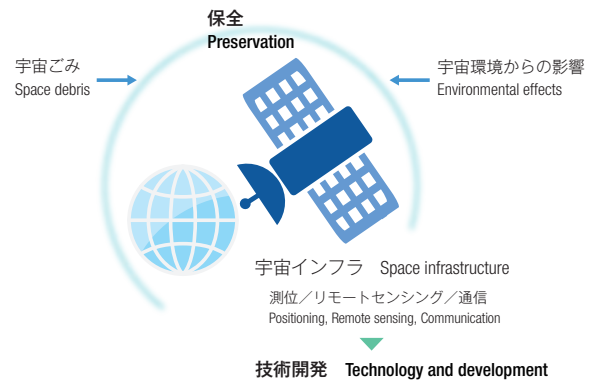 保全
Preservation
宇宙ごみ
Space debris
宇宙環境からの影響
Environmental effects
宇宙インフラ Space infrastructure
測位／リモートセンシング／通信
Positioning, Remote sensing, Communication
技術開発 Technology and development